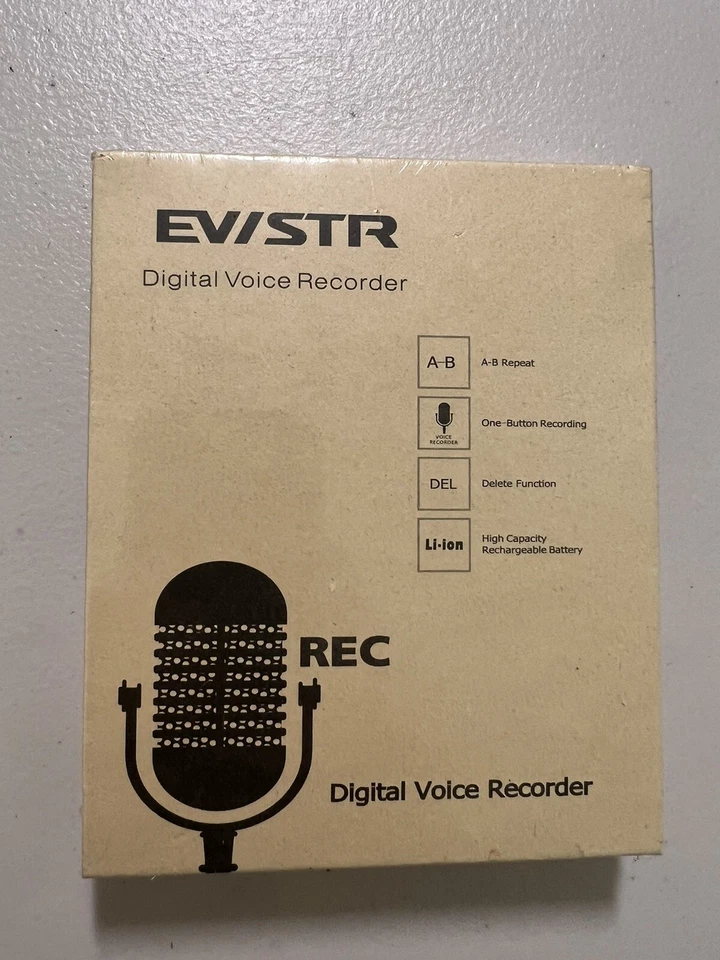 EVISTR
Digital Voice Recorder
A-B
A-B Repeat
VOICE
RECORDER
One-Button Recording
DEL
Delete Function
Li-ion
High Capacity
Rechargeable Battery
REC
Digital Voice Recorder